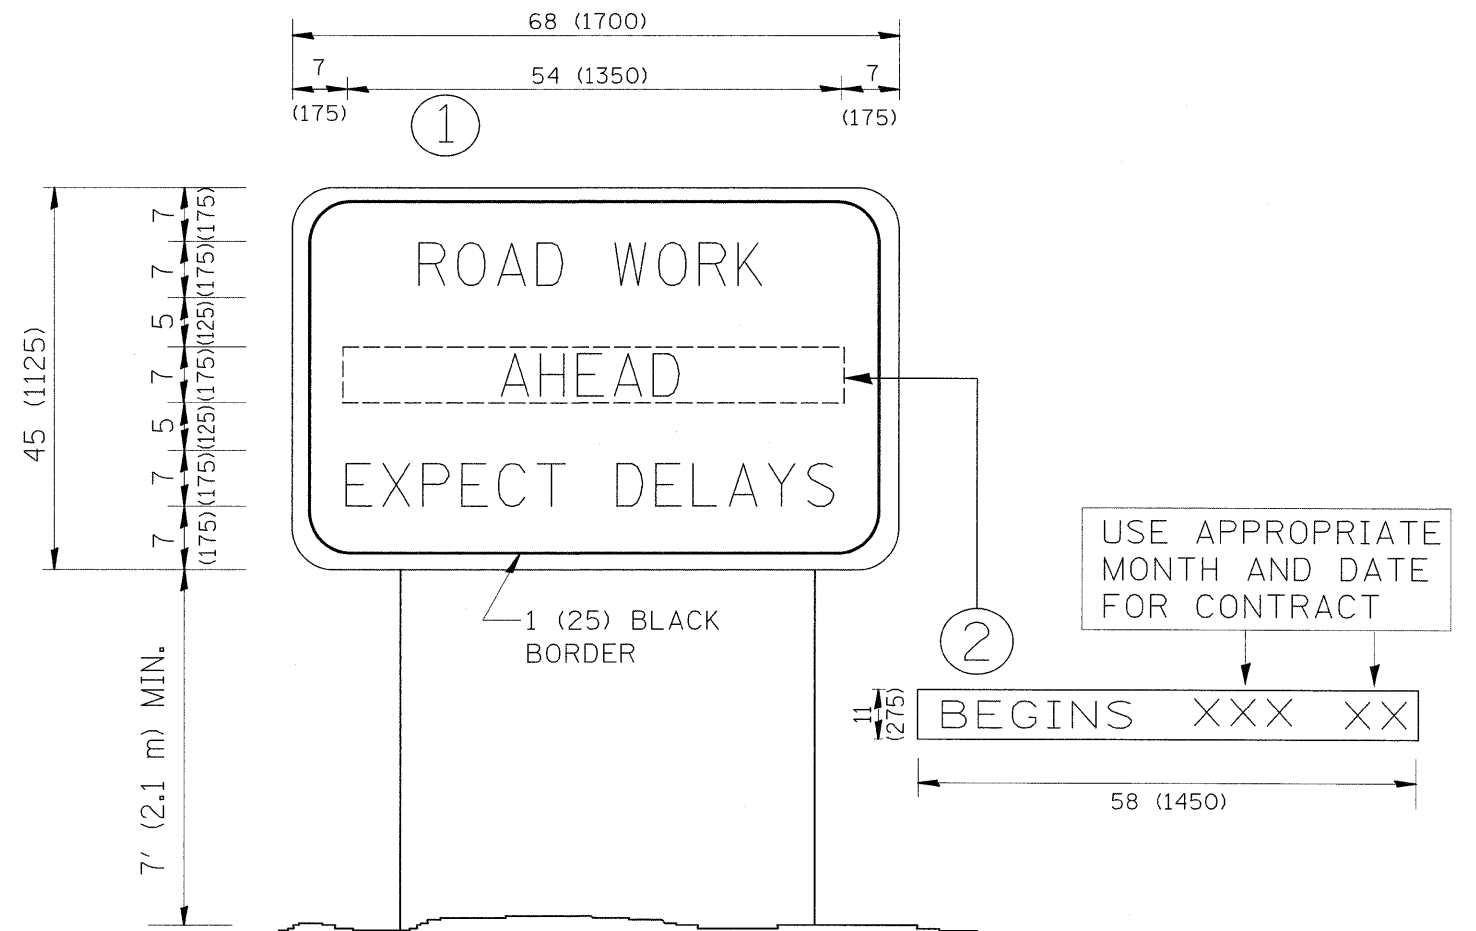 68 (1700)
7
54 (1350)
7
(175)
(175)
1
45 (1125)
7
(175)
7
(175)
5
(125)
7
(175)
5
(125)
7
(175)
7
(175)
ROAD WORK
AHEAD
EXPECT DELAYS
1 (25) BLACK
BORDER
7' (2.1 m) MIN.
USE APPROPRIATE
MONTH AND DATE
FOR CONTRACT
2
11
(275)
BEGINS XXX XX
58 (1450)